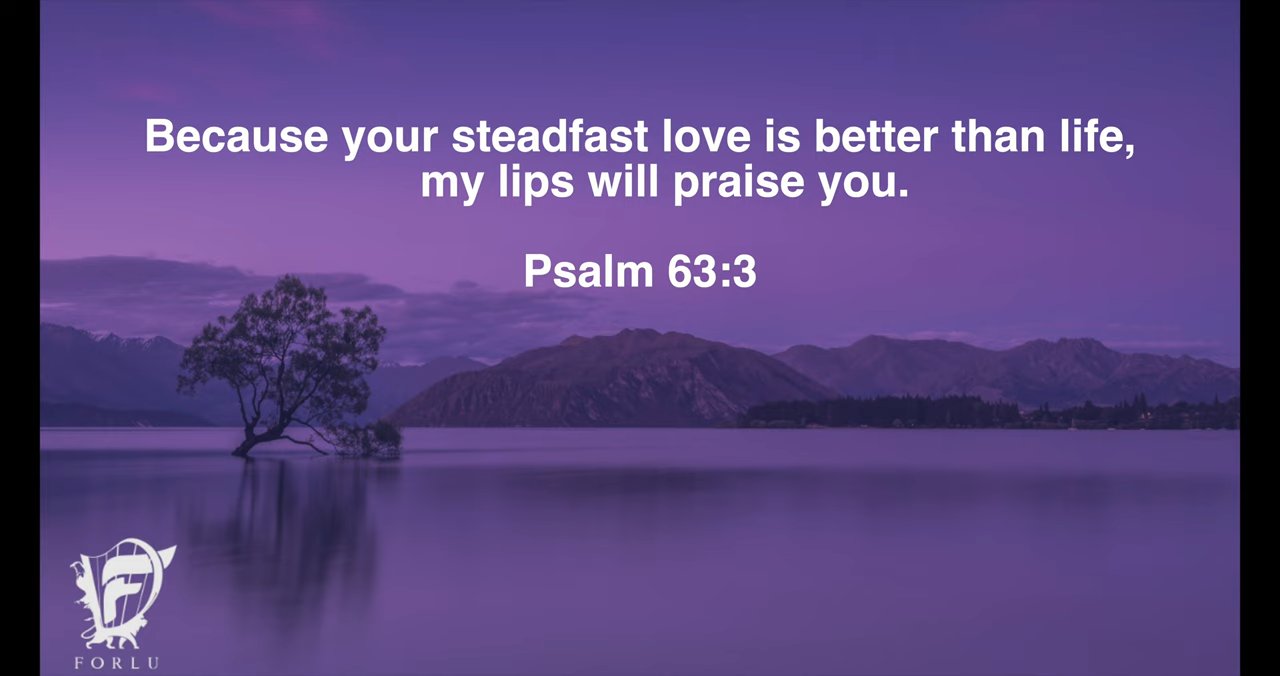 Because your steadfast love is better than life,
my lips will praise you.
Psalm 63:3
F
FORLU